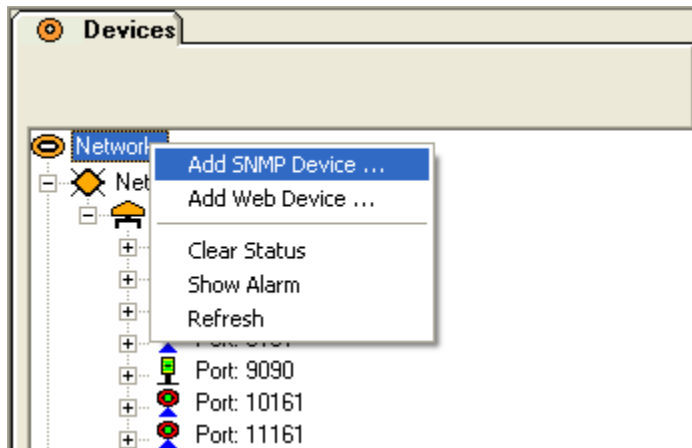 Devices
Network
Add SNMP Device ...
Net
Add Web Device ...
Clear Status
Show Alarm
Refresh
Port: 9090
Port: 10161
Port: 11161